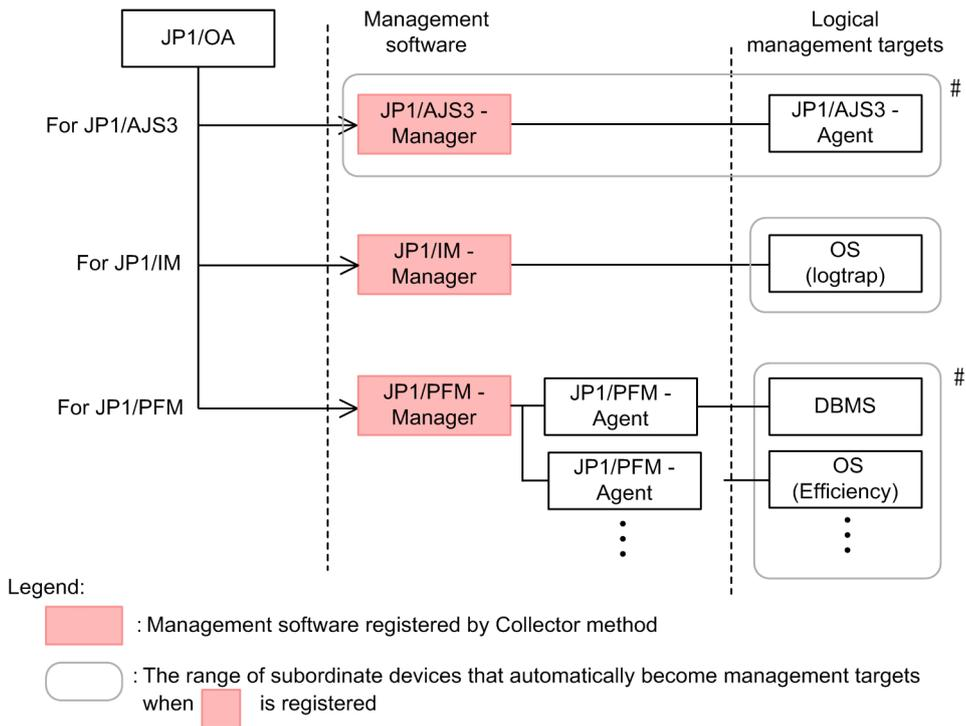 JP1/OA
Management
software
Logical
management targets
#
For JP1/AJS3
JP1/AJS3 -
Manager
JP1/AJS3 -
Agent
For JP1/IM
JP1/IM -
Manager
OS
(logtrap)
#
For JP1/PFM
JP1/PFM -
Manager
JP1/PFM -
Agent
DBMS
JP1/PFM -
Agent
OS
(Efficiency)
Legend:
: Management software registered by Collector method
: The range of subordinate devices that automatically become management targets
when is registered